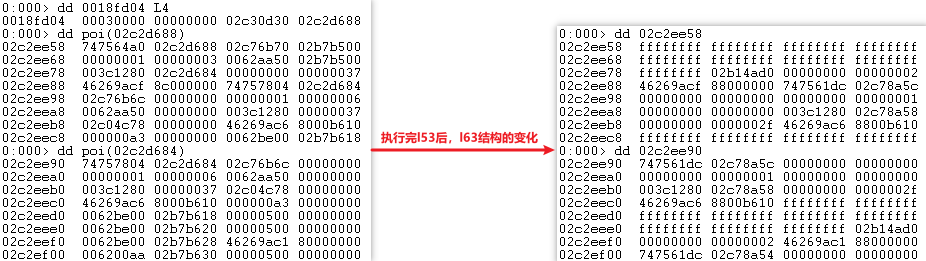 0:000> dd 0018fd04 L4
0018fd04 00030000 00000000 02c30d30 02c2d688
0:000> dd poi(02c2d688)
02c2ee58 747564a0 02c2d688 02c76b70 02b7b500
02c2ee68 00000001 00000003 0062aa50 02b7b500
02c2ee78 003c1280 02c2d684 00000000 00000037
02c2ee88 46269acf 8c000000 74757804 02c2d684
02c2ee98 02c76b6c 00000000 00000001 00000006
02c2eea8 0062aa50 00000000 003c1280 00000037
02c2eeb8 02c04c78 00000000 46269ac6 8000b610
02c2eec8 000000a3 00000000 0062be00 02b7b618
0:000> dd poi(02c2d684)
02c2ee90 74757804 02c2d684 02c76b6c 00000000
02c2eea0 00000001 00000006 0062aa50 00000000
02c2eeb0 003c1280 00000037 02c04c78 00000000
02c2eec0 46269ac6 8000b610 000000a3 00000000
02c2eed0 0062be00 02b7b618 00000500 00000000
02c2eee0 0062be00 02b7b620 00000500 00000000
02c2eef0 0062be00 02b7b628 46269ac1 80000000
02c2ef00 006200aa 02b7b630 00000500 00000000
执行完l53后，l63结构的变化
0:000> dd 02c2ee58
02c2ee58 ffffffff ffffffff ffffffff ffffffff
02c2ee68 ffffffff ffffffff ffffffff ffffffff
02c2ee78 ffffffff 02b14ad0 00000000 00000002
02c2ee88 46269acf 88000000 747561dc 02c78a5c
02c2ee98 00000000 00000000 00000000 00000001
02c2eea8 00000000 00000000 003c1280 02c78a58
02c2eeb8 00000000 0000002f 46269ac6 8800b610
02c2eec8 ffffffff ffffffff ffffffff ffffffff
0:000> dd 02c2ee90
02c2ee90 747561dc 02c78a5c 00000000 00000000
02c2eea0 00000000 00000001 00000000 00000000
02c2eeb0 003c1280 02c78a58 00000000 0000002f
02c2eec0 46269ac6 8800b610 ffffffff ffffffff
02c2eed0 ffffffff ffffffff ffffffff ffffffff
02c2eee0 ffffffff ffffffff ffffffff 02b14ad0
02c2eef0 00000000 00000002 46269ac1 88000000
02c2ef00 747561dc 02c78a54 00000000 00000000